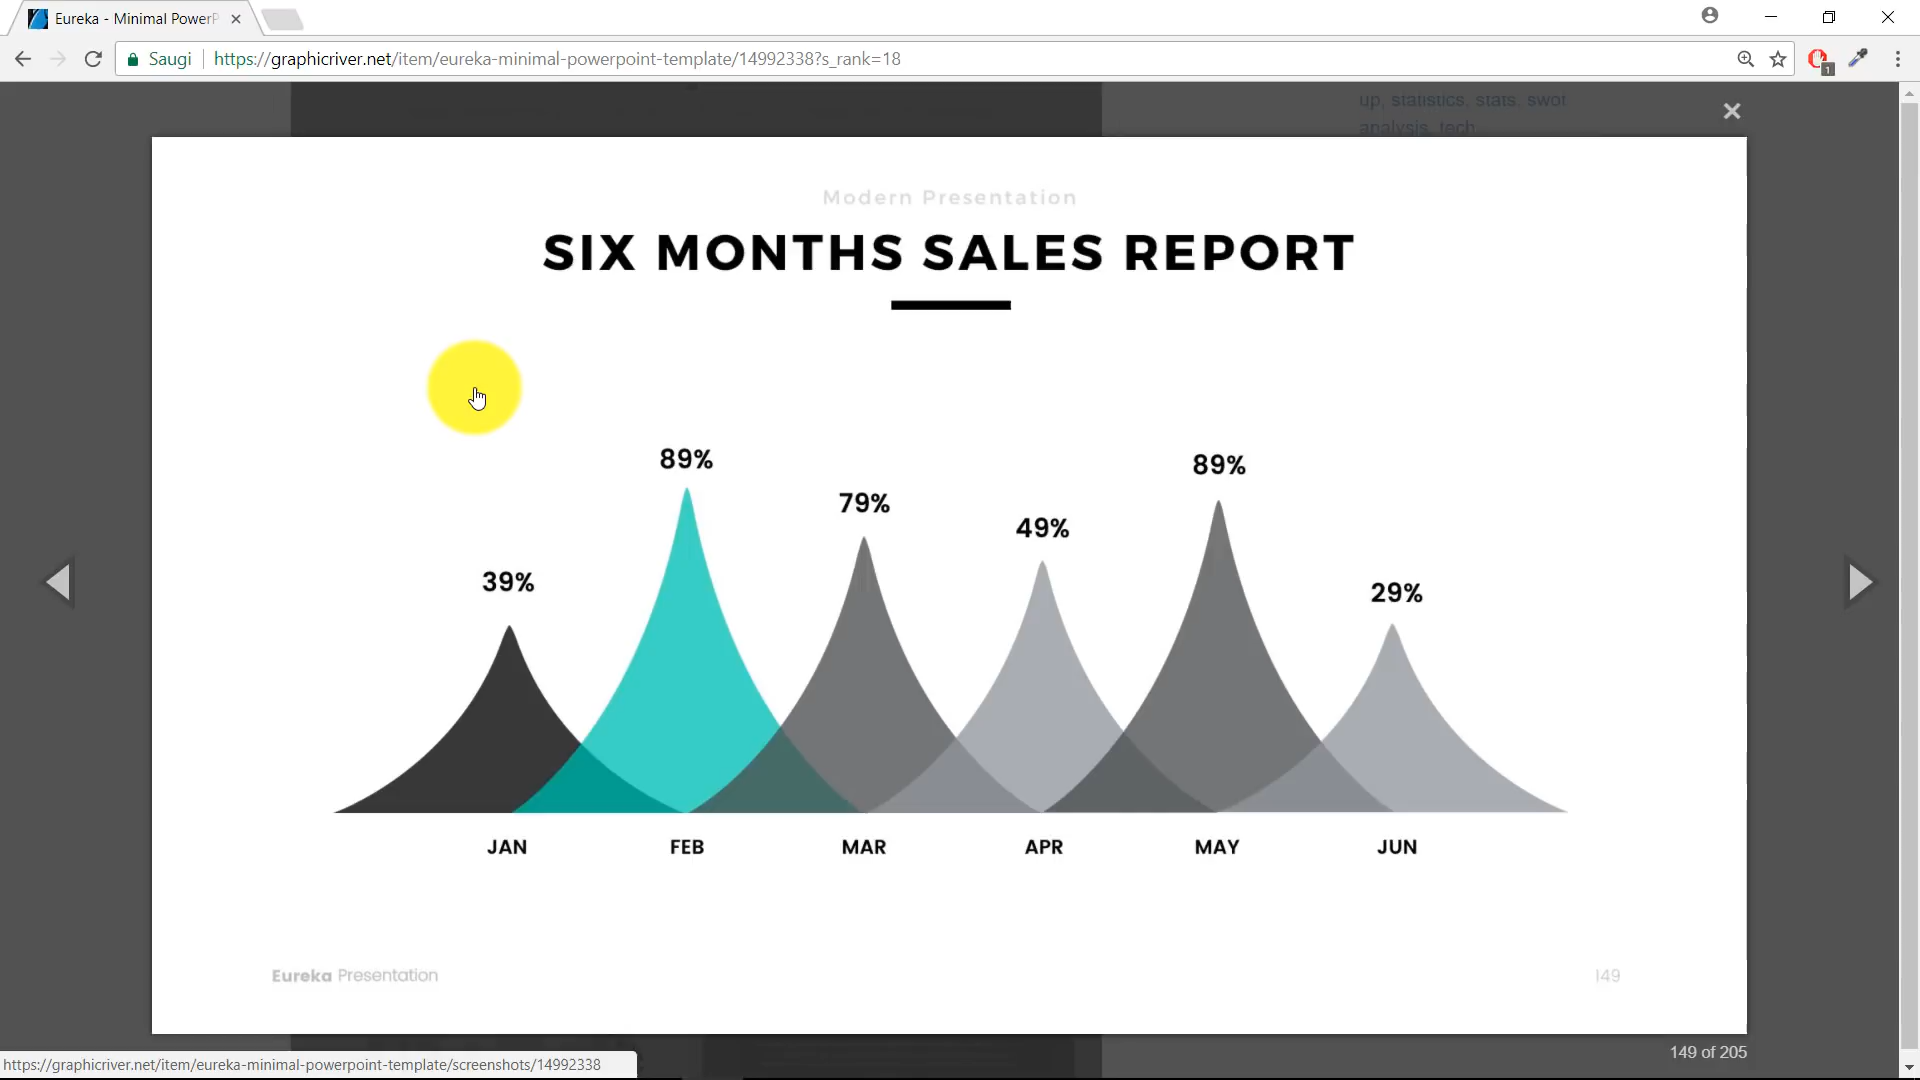 Eureka - Minimal PowerP
Saugi
https://graphicriver.net/item/eureka-minimal-powerpoint-template/14992338?s_rank=18
1
up, statistics, stats, swot
analysis, tech
Modern Presentation
SIX MONTHS SALES REPORT
89%
89%
79%
49%
39%
29%
JAN FEB MAR APR MAY JUN
Eureka Presentation
149
149 of 205
https://graphicriver.net/item/eureka-minimal-powerpoint-template/screenshots/14992338